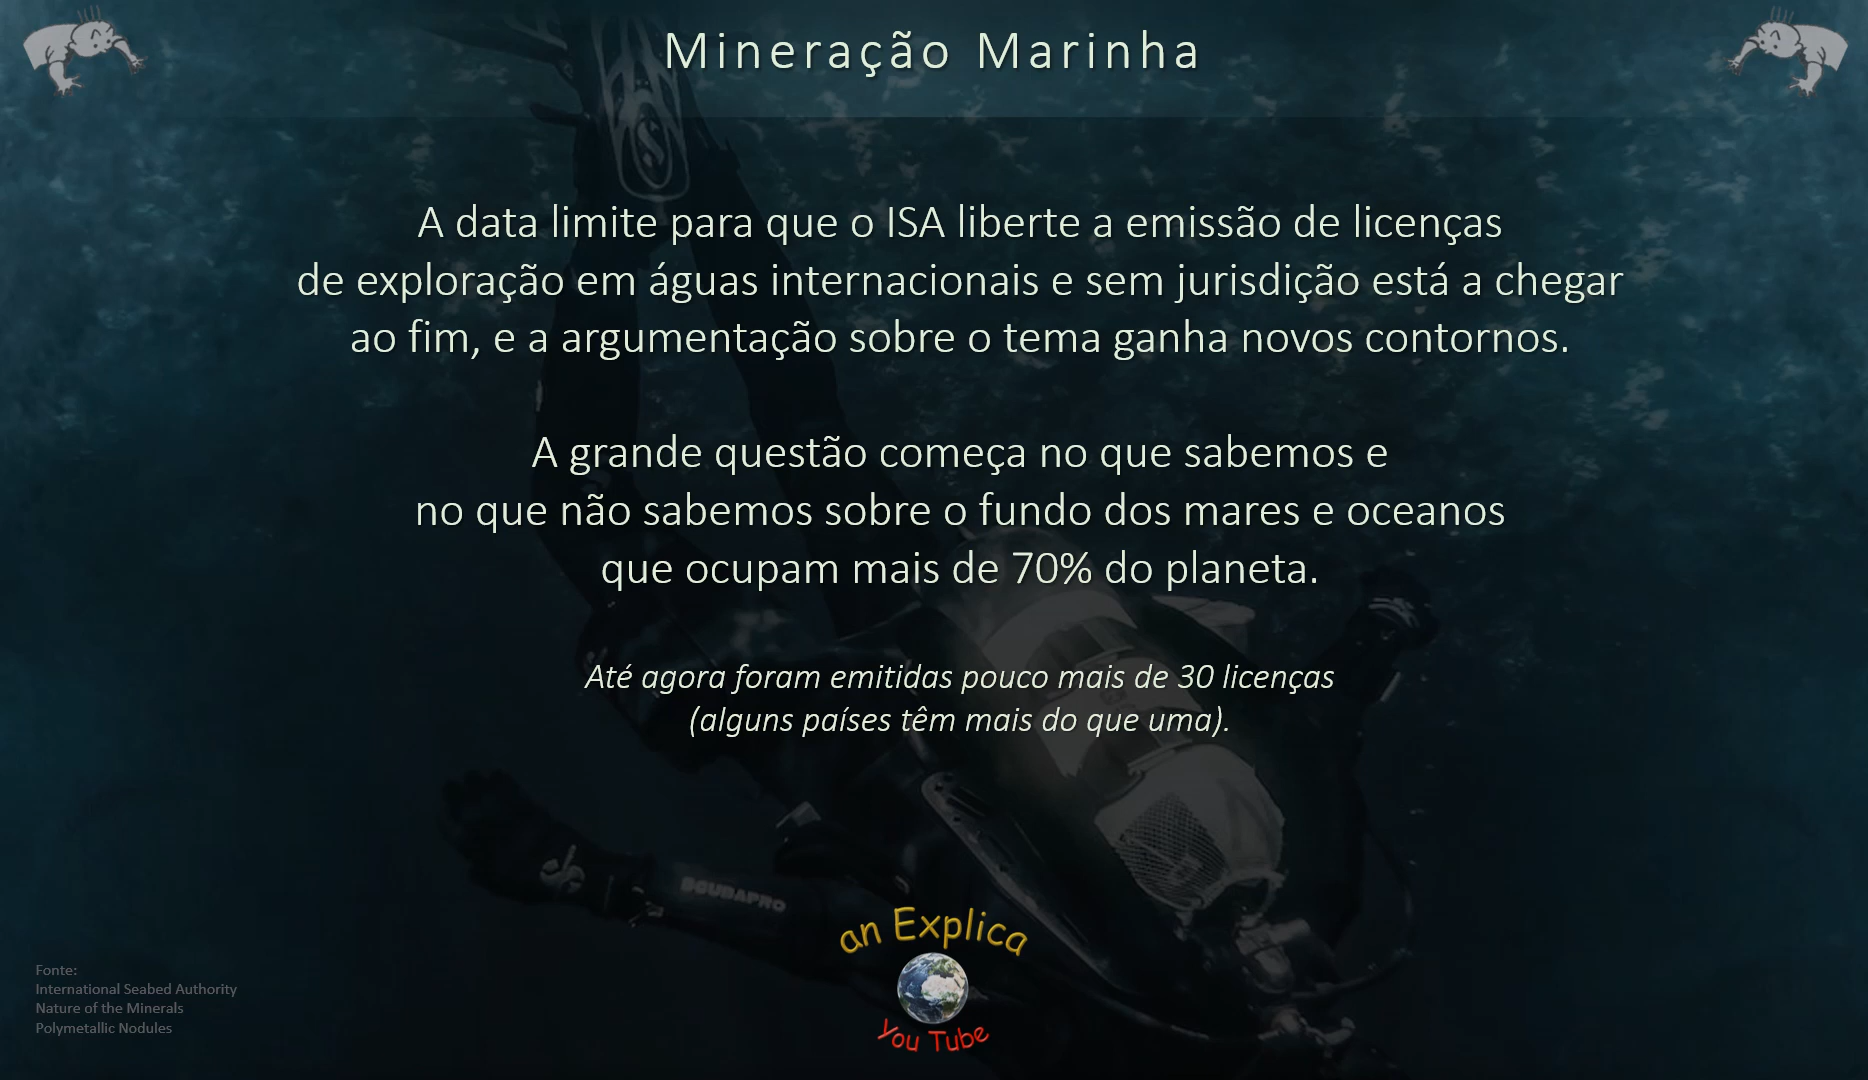 Mineração Marinha
A data limite para que o ISA liberte a emissão de licenças
de exploração em águas internacionais e sem jurisdição está a chegar
ao fim, e a argumentação sobre o tema ganha novos contornos.
A grande questão começa no que sabemos e
no que não sabemos sobre o fundo dos mares e oceanos
que ocupam mais de 70% do planeta.
Até agora foram emitidas pouco mais de 30 licenças
(alguns países têm mais do que uma).
SCUBAPRO
an Explica
You Tube
Fonte:
International Seabed Authority
Nature of the Minerals
Polymetallic Nodules